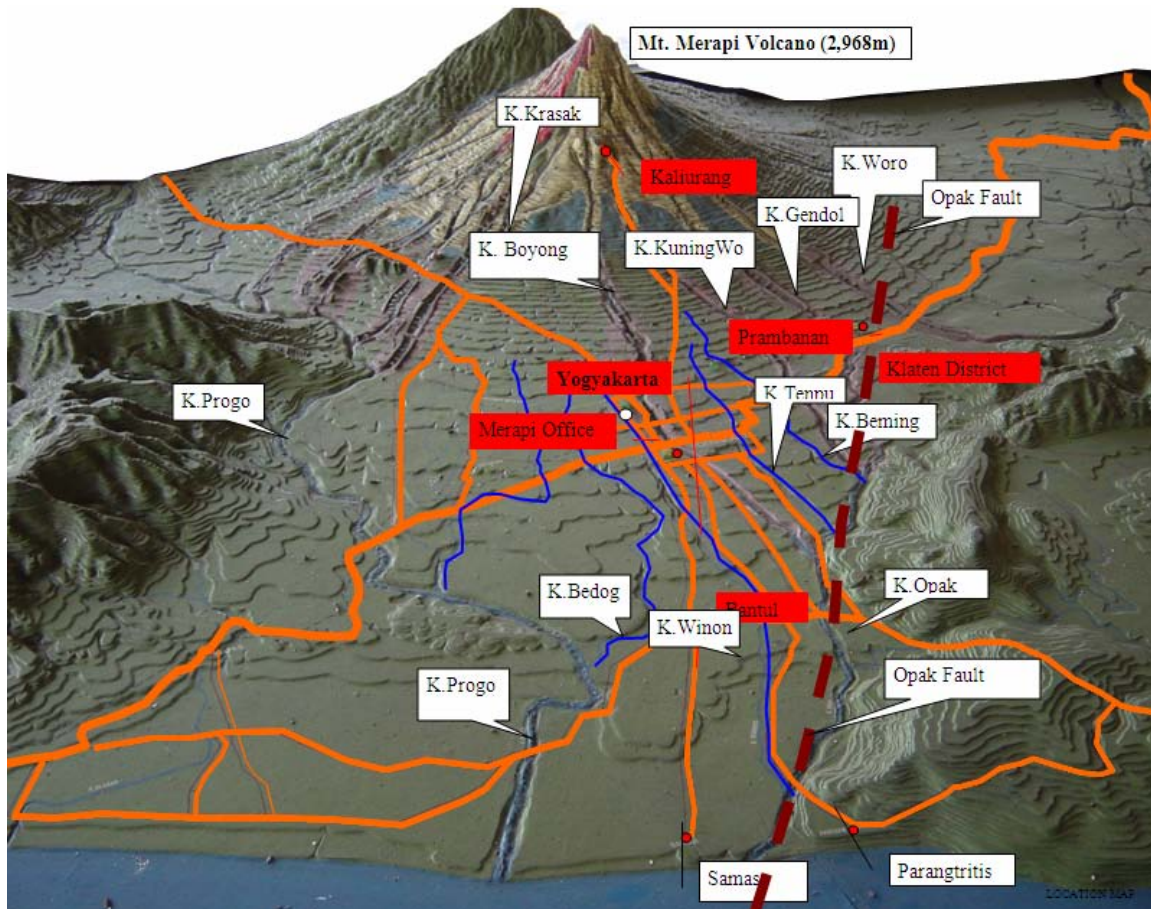 Mt. Merapi Volcano (2,968m)
K.Krasak
Kaliurang
K.Woro
Opak Fault
K.Gendol
K. Boyong
K.KuningWo
Prambanan
Klaten District
Yogyakarta
K.Progo
K.Beming
Merapi Office
K.Opak
K.Bedog
Bantul
K.Winon
Opak Fault
K.Progo
Samas
Parangtritis
LOCATION MAP